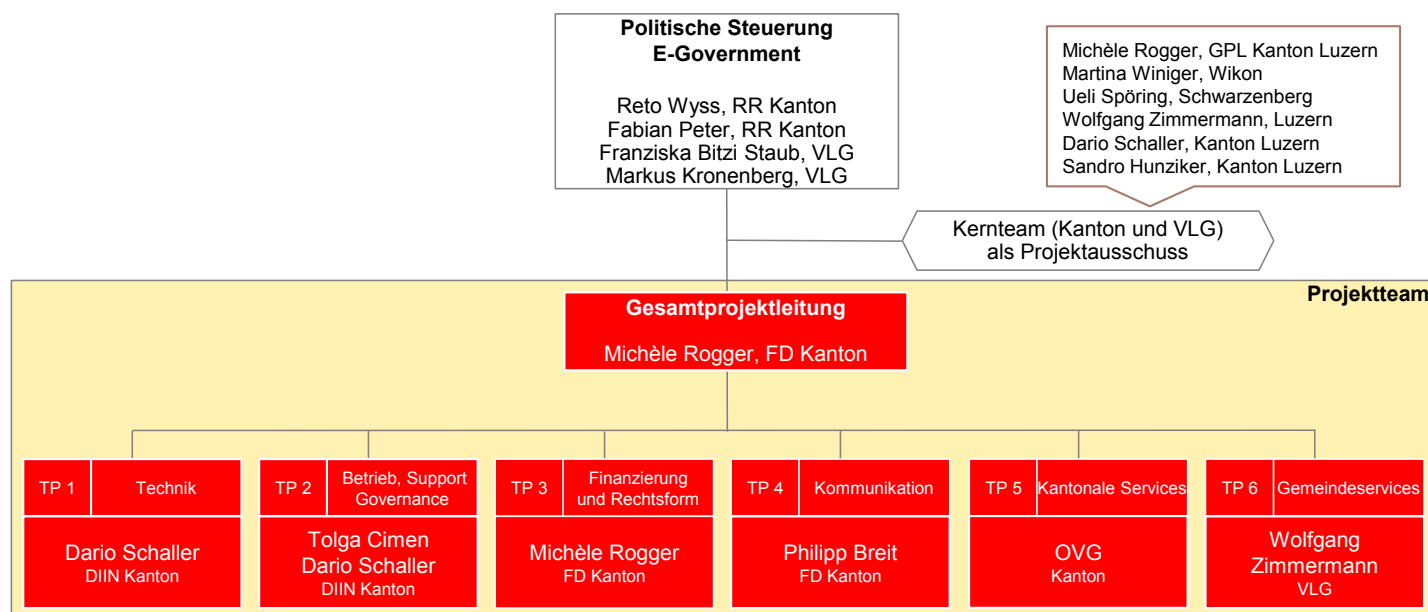 Politische Steuerung
E-Government
Reto Wyss, RR Kanton
Fabian Peter, RR Kanton
Franziska Bitzi Staub, VLG
Markus Kronenberg, VLG
Michèle Rogger, GPL Kanton Luzern
Martina Winiger, Wikon
Ueli Spöring, Schwarzenberg
Wolfgang Zimmermann, Luzern
Dario Schaller, Kanton Luzern
Sandro Hunziker, Kanton Luzern
Kernteam (Kanton und VLG)
als Projektausschuss
Projektteam
Gesamtprojektleitung
Michèle Rogger, FD Kanton
TP 1
Technik
Dario Schaller
DIIN Kanton
TP 2
Betrieb, Support
Governance
Tolga Cimen
Dario Schaller
DIIN Kanton
TP 3
Finanzierung
und Rechtsform
Michèle Rogger
FD Kanton
TP 4
Kommunikation
Philipp Breit
FD Kanton
TP 5
Kantonale Services
OVG
Kanton
TP 6
Gemeindeservices
Wolfgang
Zimmermann
VLG